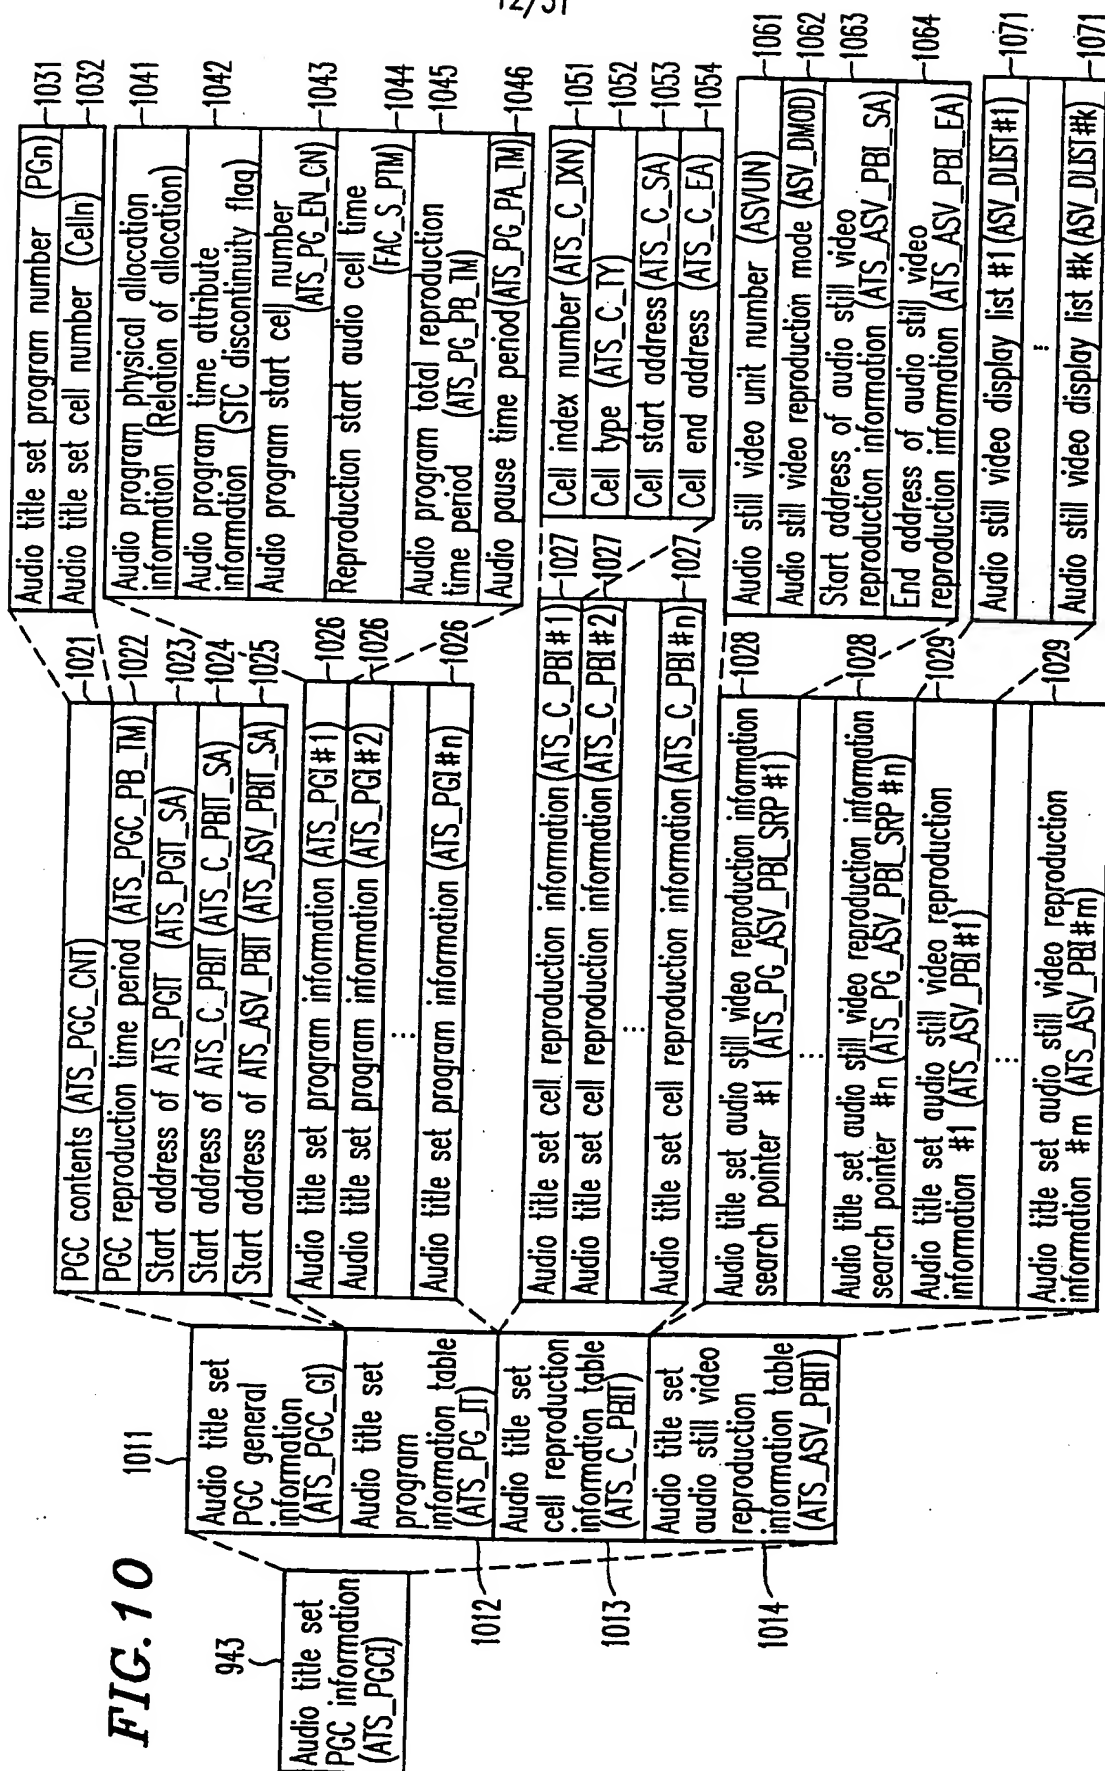 12/31
FIG. 10
943
Audio title set
PGC information
(ATS_PGCI)
1011
Audio title set
PGC general
information
(ATS_PGC_GI)
Audio title set
program
information table
(ATS_PG_IT)
1012
Audio title set
cell reproduction
information table
(ATS_C_PBIT)
1013
Audio title set
audio still video
reproduction
information table
(ATS_ASV_PBIT)
1014
PGC contents (ATS_PGC_CNT)
1021
PGC reproduction time period (ATS_PGC_PB_TM)
1022
Start address of ATS_PGIT (ATS_PGIT_SA)
1023
Start address of ATS_C_PBIT (ATS_C_PBIT_SA)
1024
Start address of ATS_ASV_PBIT (ATS_ASV_PBIT_SA)
1025
Audio title set program information (ATS_PGI#1)
1026
Audio title set program information (ATS_PGI#2)
1026
⋮
Audio title set program information (ATS_PGI#n)
1026
Audio title set cell reproduction information (ATS_C_PBI#1)
1027
Audio title set cell reproduction information (ATS_C_PBI#2)
1027
⋮
Audio title set cell reproduction information (ATS_C_PBI#n)
1027
Audio title set audio still video reproduction information
search pointer #1 (ATS_PG_ASV_PBI_SRP #1)
1028
⋮
Audio title set audio still video reproduction information
search pointer #n (ATS_PG_ASV_PBI_SRP #n)
1028
Audio title set audio still video reproduction
information #1 (ATS_ASV_PBI#1)
1029
⋮
Audio title set audio still video reproduction
information #m (ATS_ASV_PBI#m)
1029
Audio title set program number (PGn)
1031
Audio title set cell number (Celln)
1032
Audio program physical allocation
information (Relation of allocation)
1041
Audio program time attribute
information (STC discontinuity flag)
1042
Audio program start cell number
(ATS_PG_EN_CN)
1043
Reproduction start audio cell time
(FAC_S_PTM)
1044
Audio program total reproduction
time period (ATS_PG_PB_TM)
1045
Audio pause time period (ATS_PG_PA_TM)
1046
Cell index number (ATS_C_IXN)
1051
Cell type (ATS_C_TY)
1052
Cell start address (ATS_C_SA)
1053
Cell end address (ATS_C_EA)
1054
Audio still video unit number (ASVUN)
1061
Audio still video reproduction mode (ASV_DMOD)
1062
Start address of audio still video
reproduction information (ATS_ASV_PBI_SA)
1063
End address of audio still video
reproduction information (ATS_ASV_PBI_EA)
1064
Audio still video display list #1 (ASV_DLIST#1)
1071
⋮
Audio still video display list #k (ASV_DLIST#k)
1071